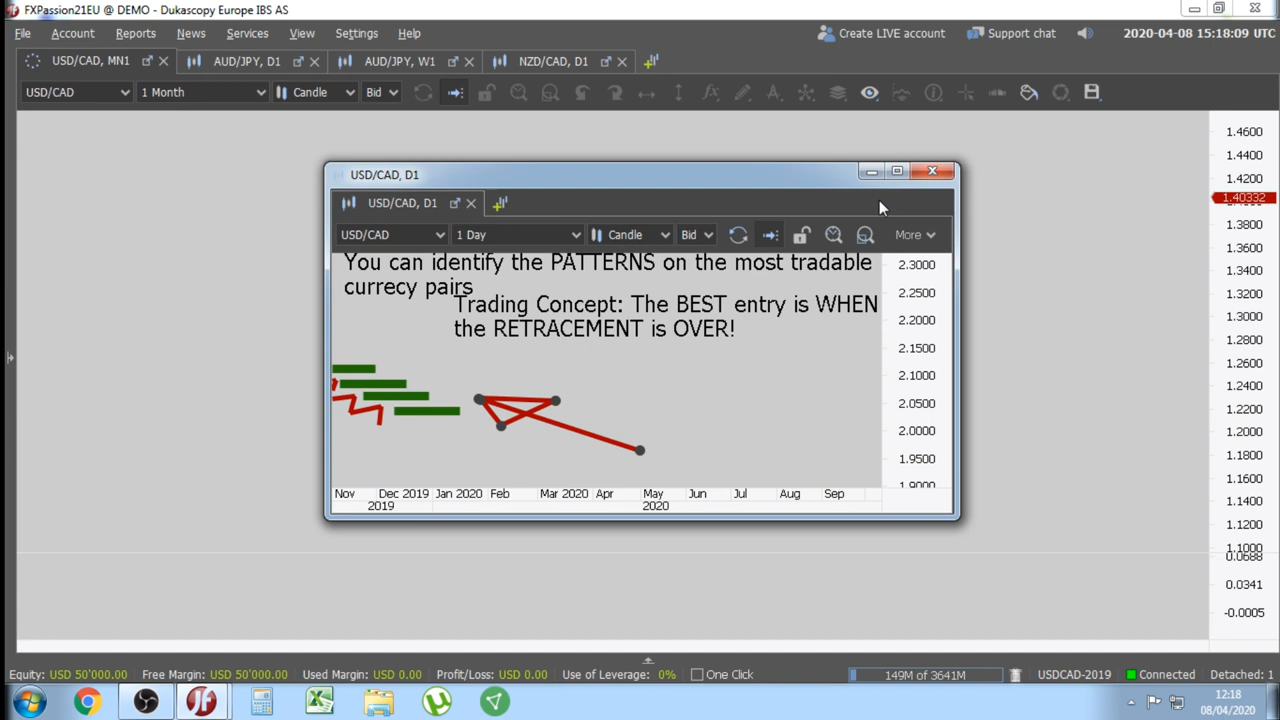 FXPassion21EU @ DEMO - Dukascopy Europe IBS AS
File Account Reports News Services View Settings Help Create LIVE account Support chat 2020-04-08 15:18:09 UTC
USD/CAD, MN1 AUD/JPY, D1 AUD/JPY, W1 NZD/CAD, D1
USD/CAD 1 Month Candle Bid
USD/CAD, D1
USD/CAD, D1
USD/CAD 1 Day Candle Bid More
You can identify the PATTERNS on the most tradable
currecy pairs
Trading Concept: The BEST entry is WHEN
the RETRACEMENT is OVER!
2.3000
2.2500
2.2000
2.1500
2.1000
2.0500
2.0000
1.9500
1.9000
Nov Dec 2019 Jan 2020 Feb Mar 2020 Apr May Jun Jul Aug Sep
2019 2020
1.4600
1.4400
1.4200
1.40332
1.3800
1.3600
1.3400
1.3200
1.3000
1.2800
1.2600
1.2400
1.2200
1.2000
1.1800
1.1600
1.1400
1.1200
1.1000
0.0688
0.0341
-0.0005
Equity: USD 50'000.00 Free Margin: USD 50'000.00 Used Margin: USD 0.00 Profit/Loss: USD 0.00 Use of Leverage: 0% One Click 149M of 3641M USDCAD-2019 Connected Detached: 1
12:18
08/04/2020